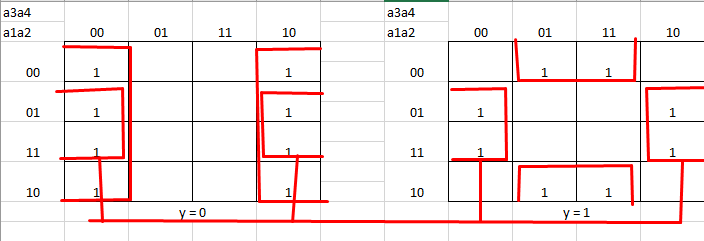 a3a4 a3a4
a1a2 00 01 11 10 a1a2 00 01 11 10
00 1 1 00 1 1
01 1 1 01 1 1
11 1 1 11 1 1
10 1 1 10 1 1
y = 0 y = 1